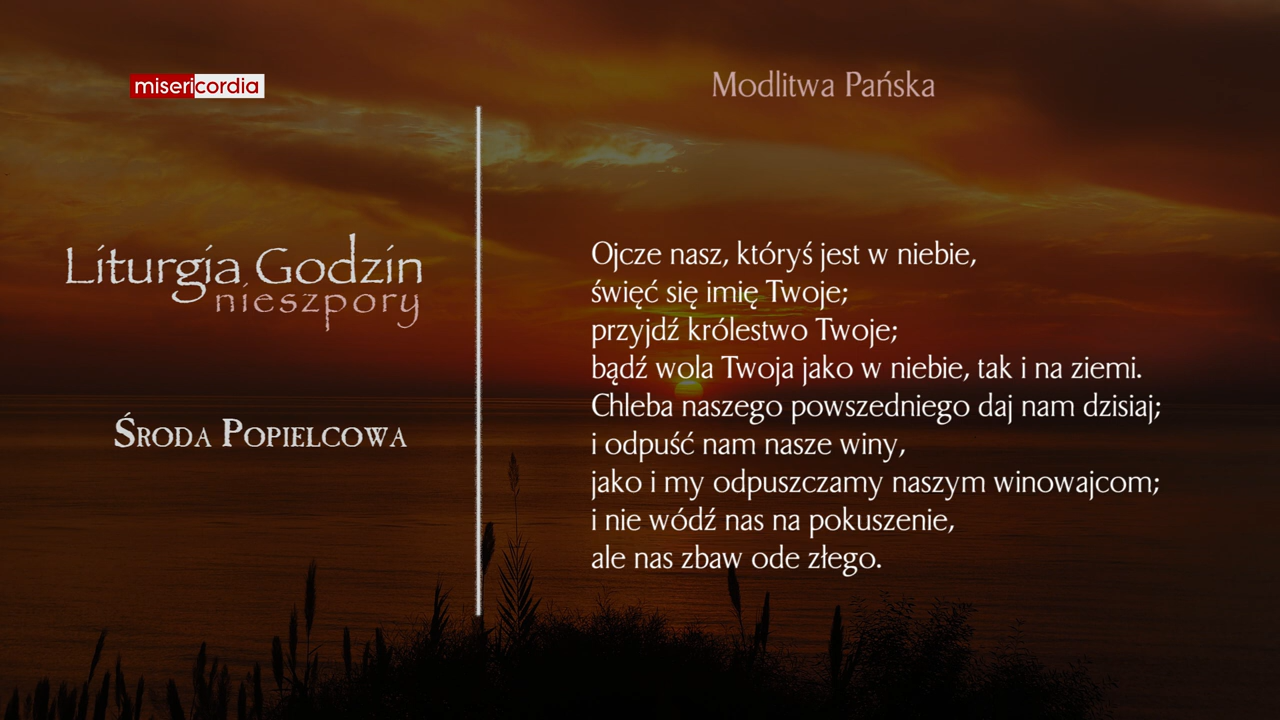 misericordia
Liturgia Godzin
nieszpory
Środa Popielcowa
Modlitwa Pańska
Ojcze nasz, któryś jest w niebie,
święć się imię Twoje;
przyjdź królestwo Twoje;
bądź wola Twoja jako w niebie, tak i na ziemi.
Chleba naszego powszedniego daj nam dzisiaj;
i odpuść nam nasze winy,
jako i my odpuszczamy naszym winowajcom;
i nie wódź nas na pokuszenie,
ale nas zbaw ode złego.